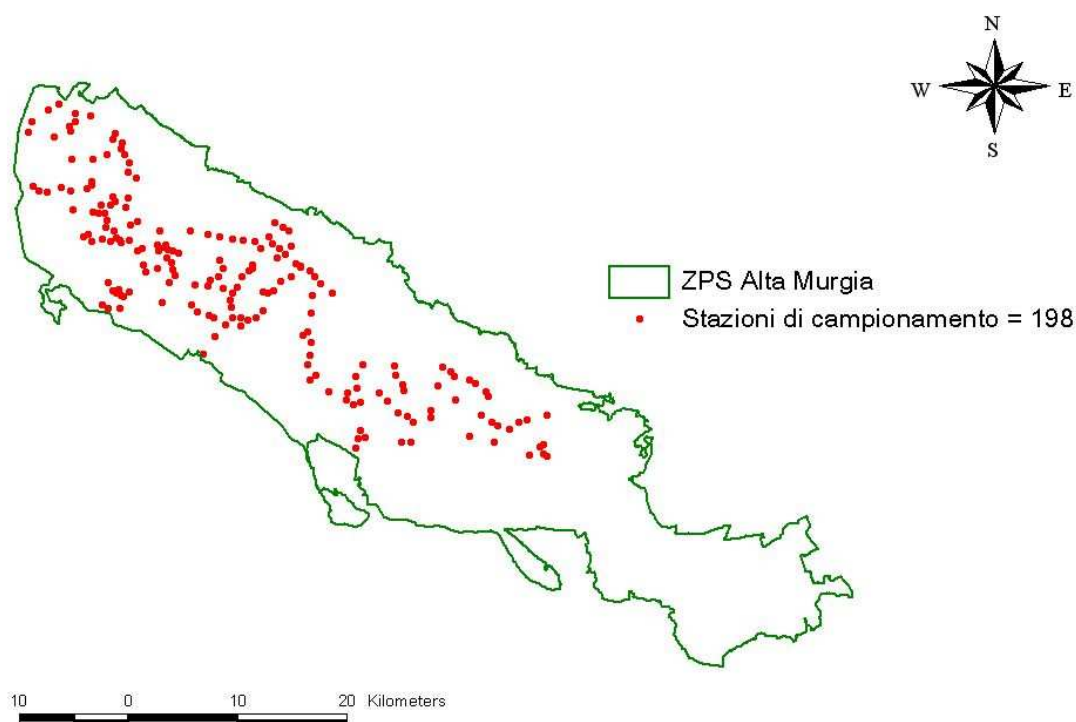 N
W E
S
ZPS Alta Murgia
Stazioni di campionamento = 198
10 0 10 20 Kilometers